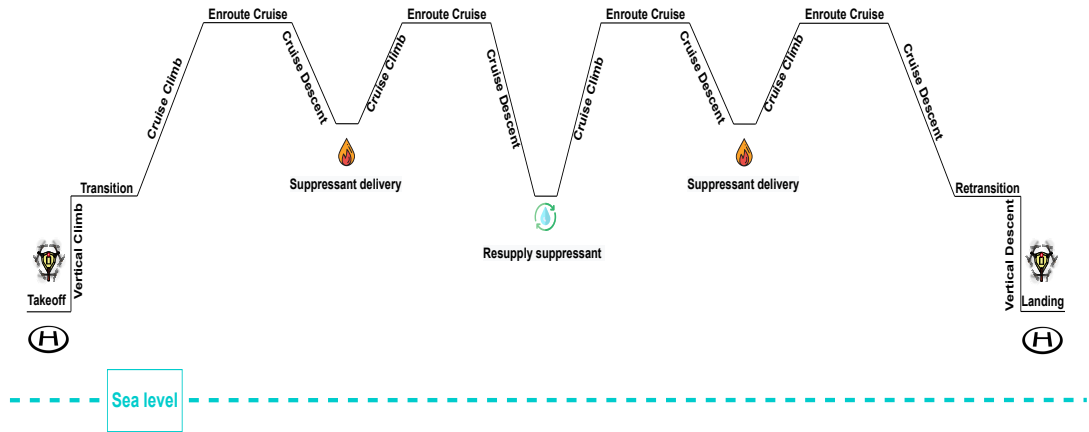 Enroute Cruise
Enroute Cruise
Enroute Cruise
Enroute Cruise
Cruise Climb
Cruise Descent
Cruise Climb
Cruise Descent
Cruise Climb
Cruise Descent
Cruise Climb
Cruise Descent
Suppressant delivery
Suppressant delivery
Transition
Retransition
Vertical Climb
Resupply suppressant
Vertical Descent
Takeoff
Landing
H
H
Sea level